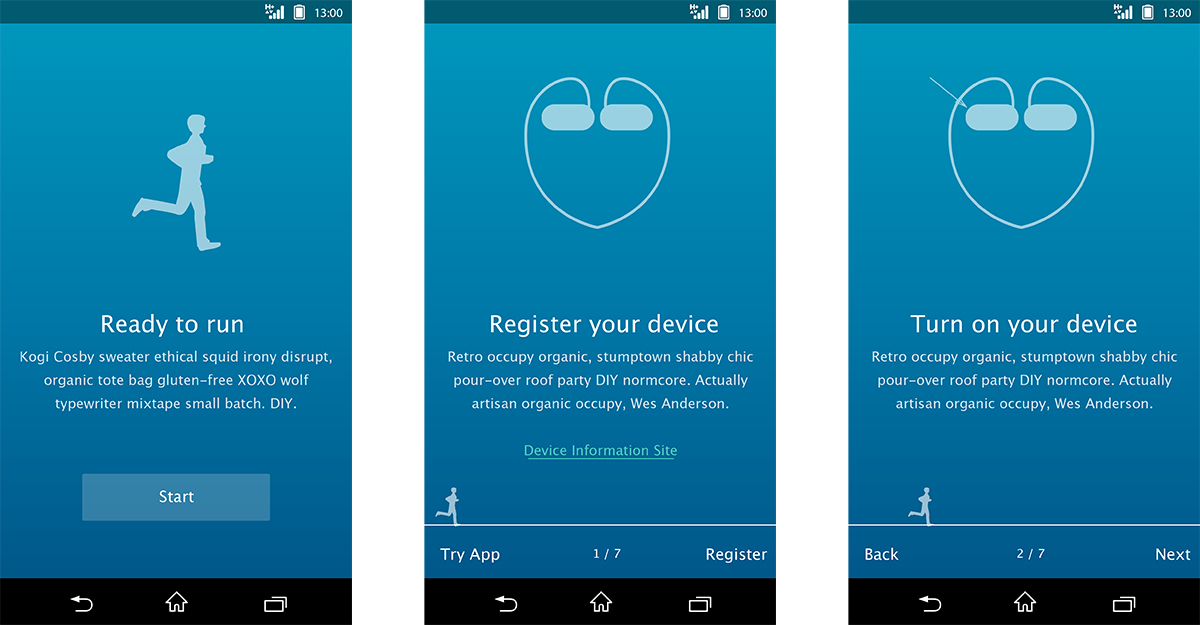 13:00
Ready to run
Kogi Cosby sweater ethical squid irony disrupt,
organic tote bag gluten-free XOXO wolf
typewriter mixtape small batch. DIY.
Start
13:00
Register your device
Retro occupy organic, stumptown shabby chic
pour-over roof party DIY normcore. Actually
artisan organic occupy, Wes Anderson.
Device Information Site
Try App
1 / 7
Register
13:00
Turn on your device
Retro occupy organic, stumptown shabby chic
pour-over roof party DIY normcore. Actually
artisan organic occupy, Wes Anderson.
Back
2 / 7
Next